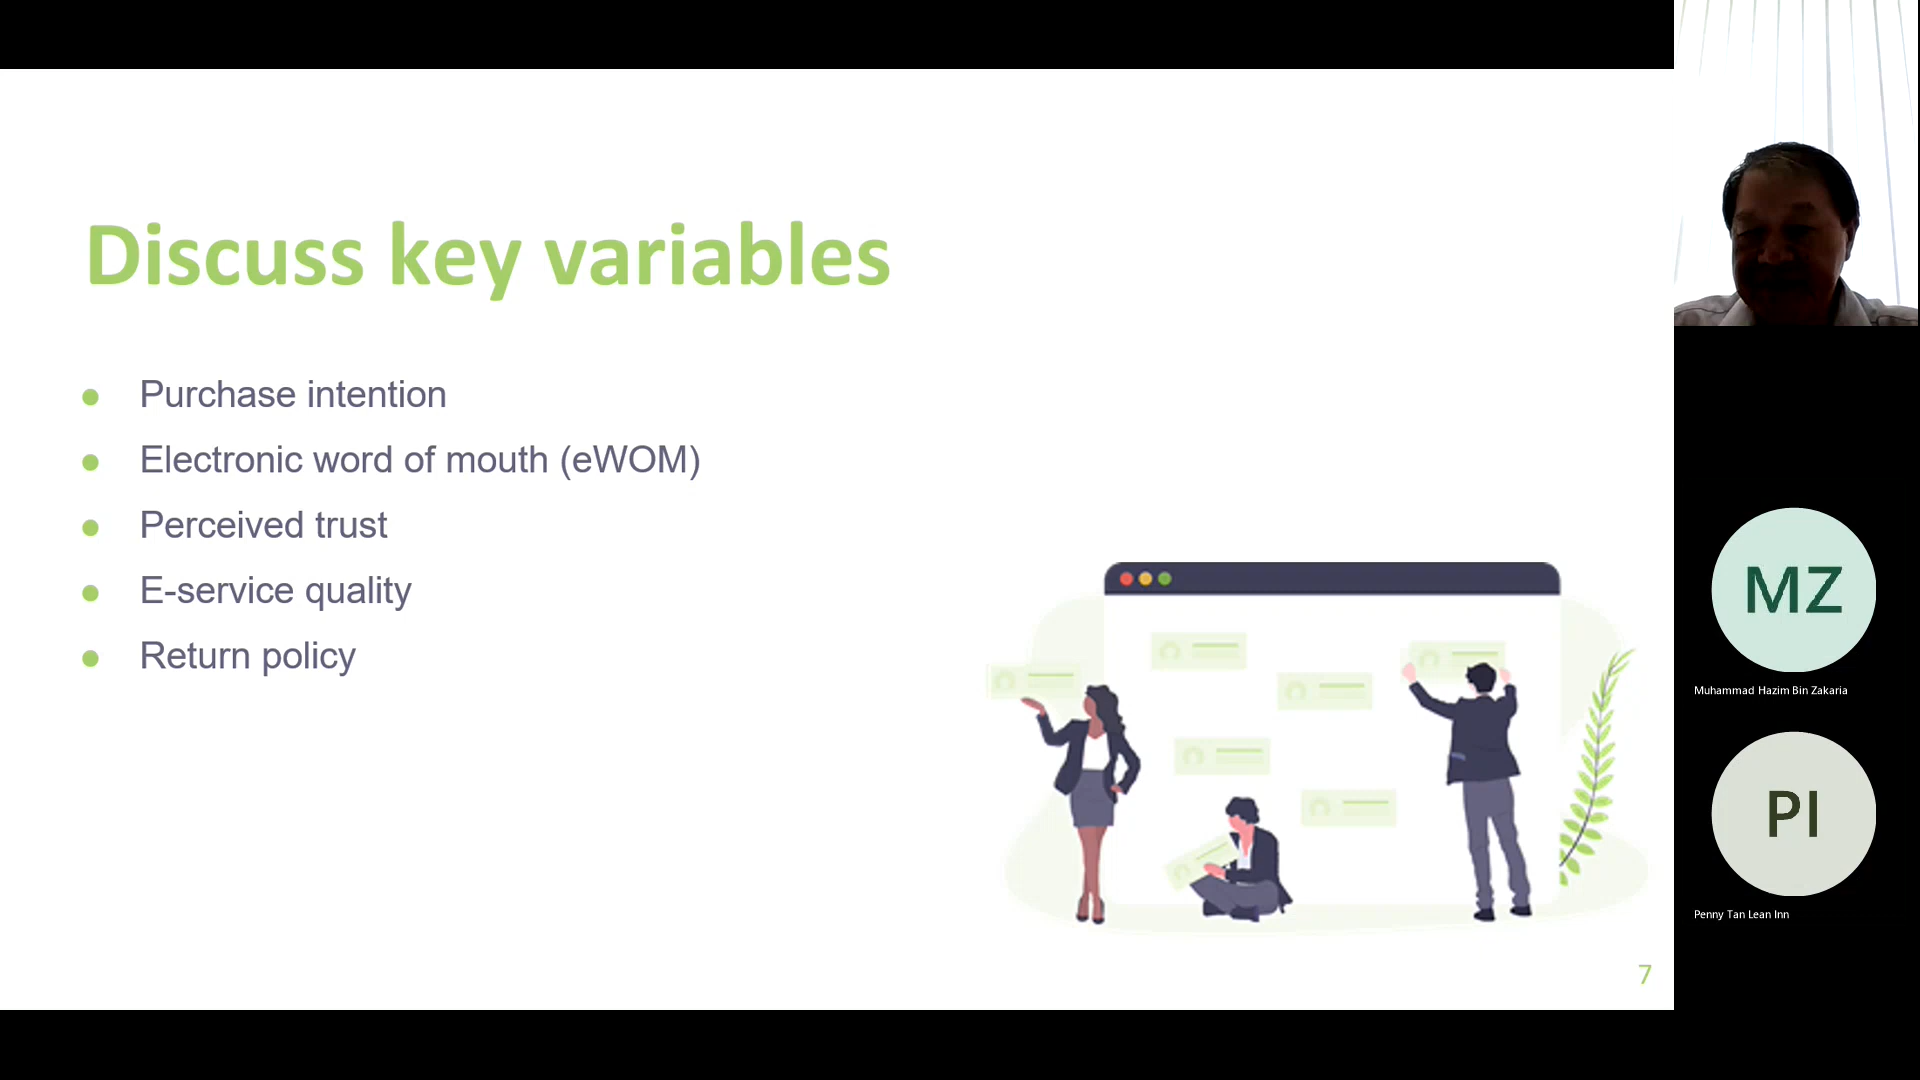 Discuss key variables
Purchase intention
Electronic word of mouth (eWOM)
Perceived trust
E-service quality
Return policy
7
MZ
Muhammad Hazim Bin Zakaria
PI
Penny Tan Lean Inn